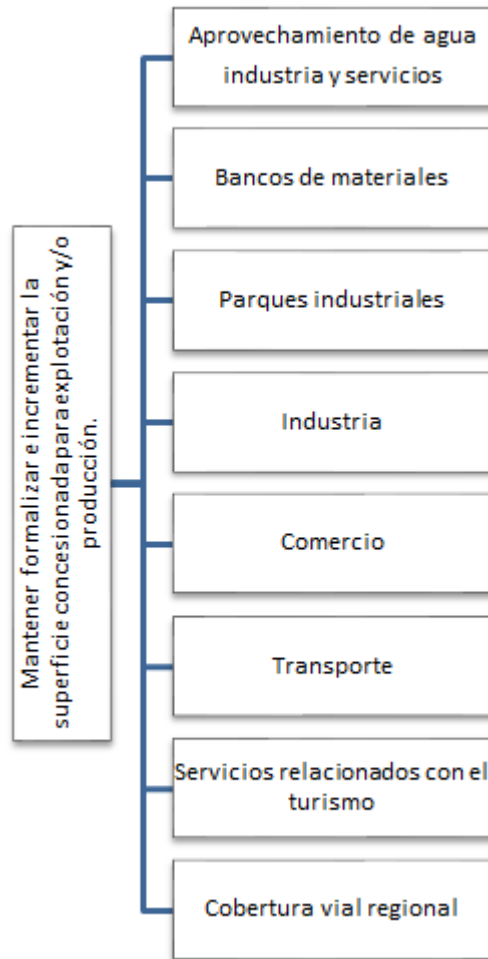 Mantener formalizar e incrementar la
superficie concesionada para explotación y/o
producción.
Aprovechamiento de agua
industria y servicios
Bancos de materiales
Parques industriales
Industria
Comercio
Transporte
Servicios relacionados con el
turismo
Cobertura vial regional